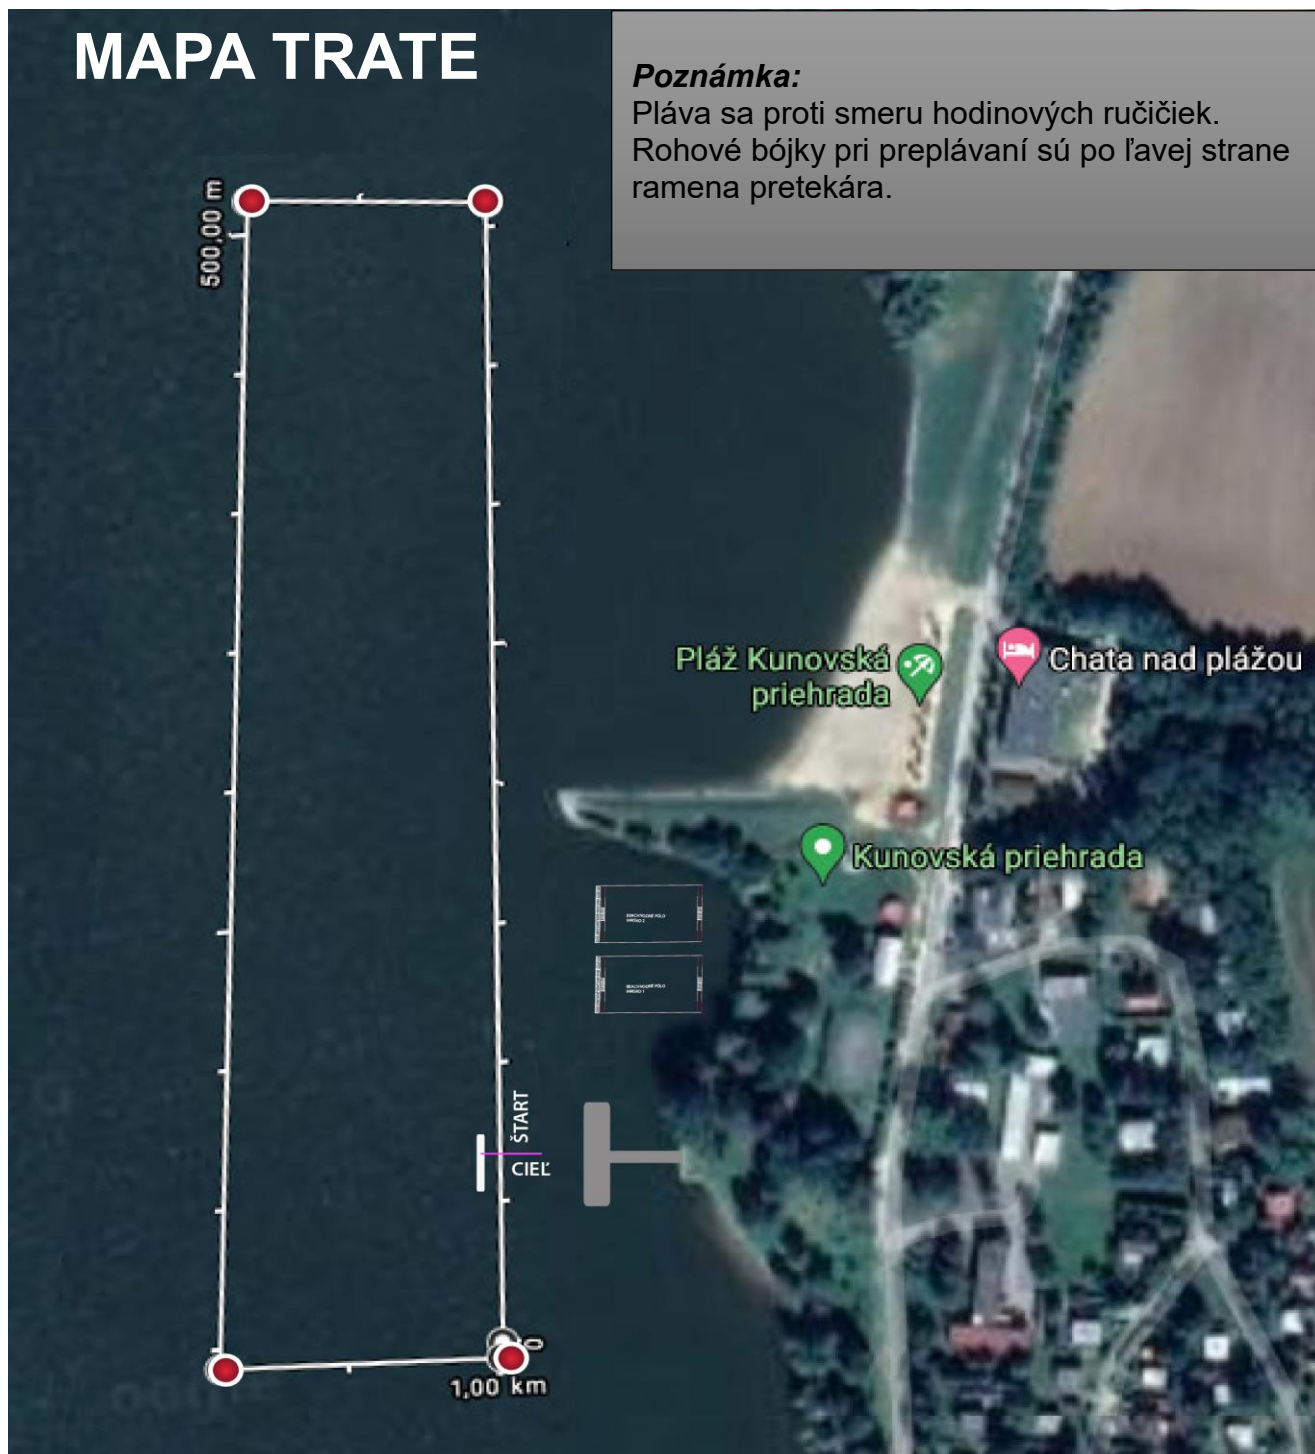 MAPA TRATE
Poznámka:
Pláva sa proti smeru hodinových ručičiek.
Rohové bójky pri preplávaní sú po ľavej strane
ramena pretekára.
500,00 m
Pláž Kunovská
priehrada
Chata nad plážou
Kunovská priehrada
ŠTART
CIEĽ
0
1,00 km